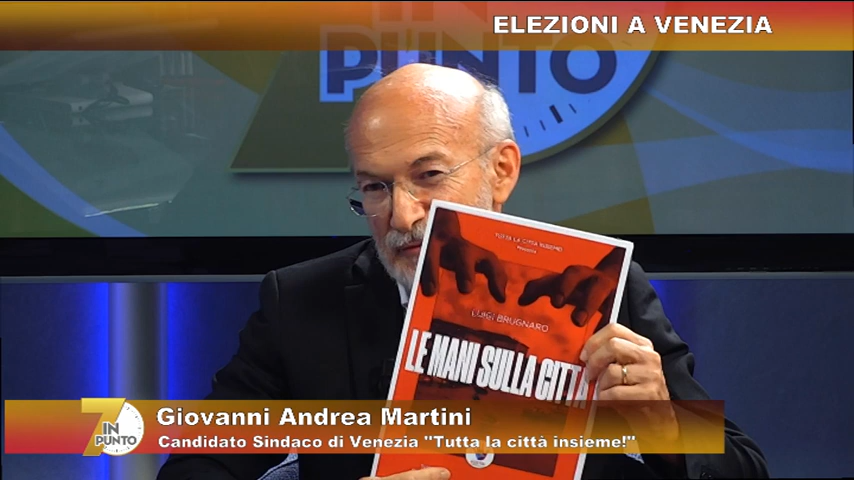 ELEZIONI A VENEZIA
IN
PUNTO
TUTTA LA CITTÀ INSIEME!
LUIGI BRUGNARO
LE MANI SULLA CITTÀ
7 IN
PUNTO
Giovanni Andrea Martini
Candidato Sindaco di Venezia "Tutta la città insieme!"